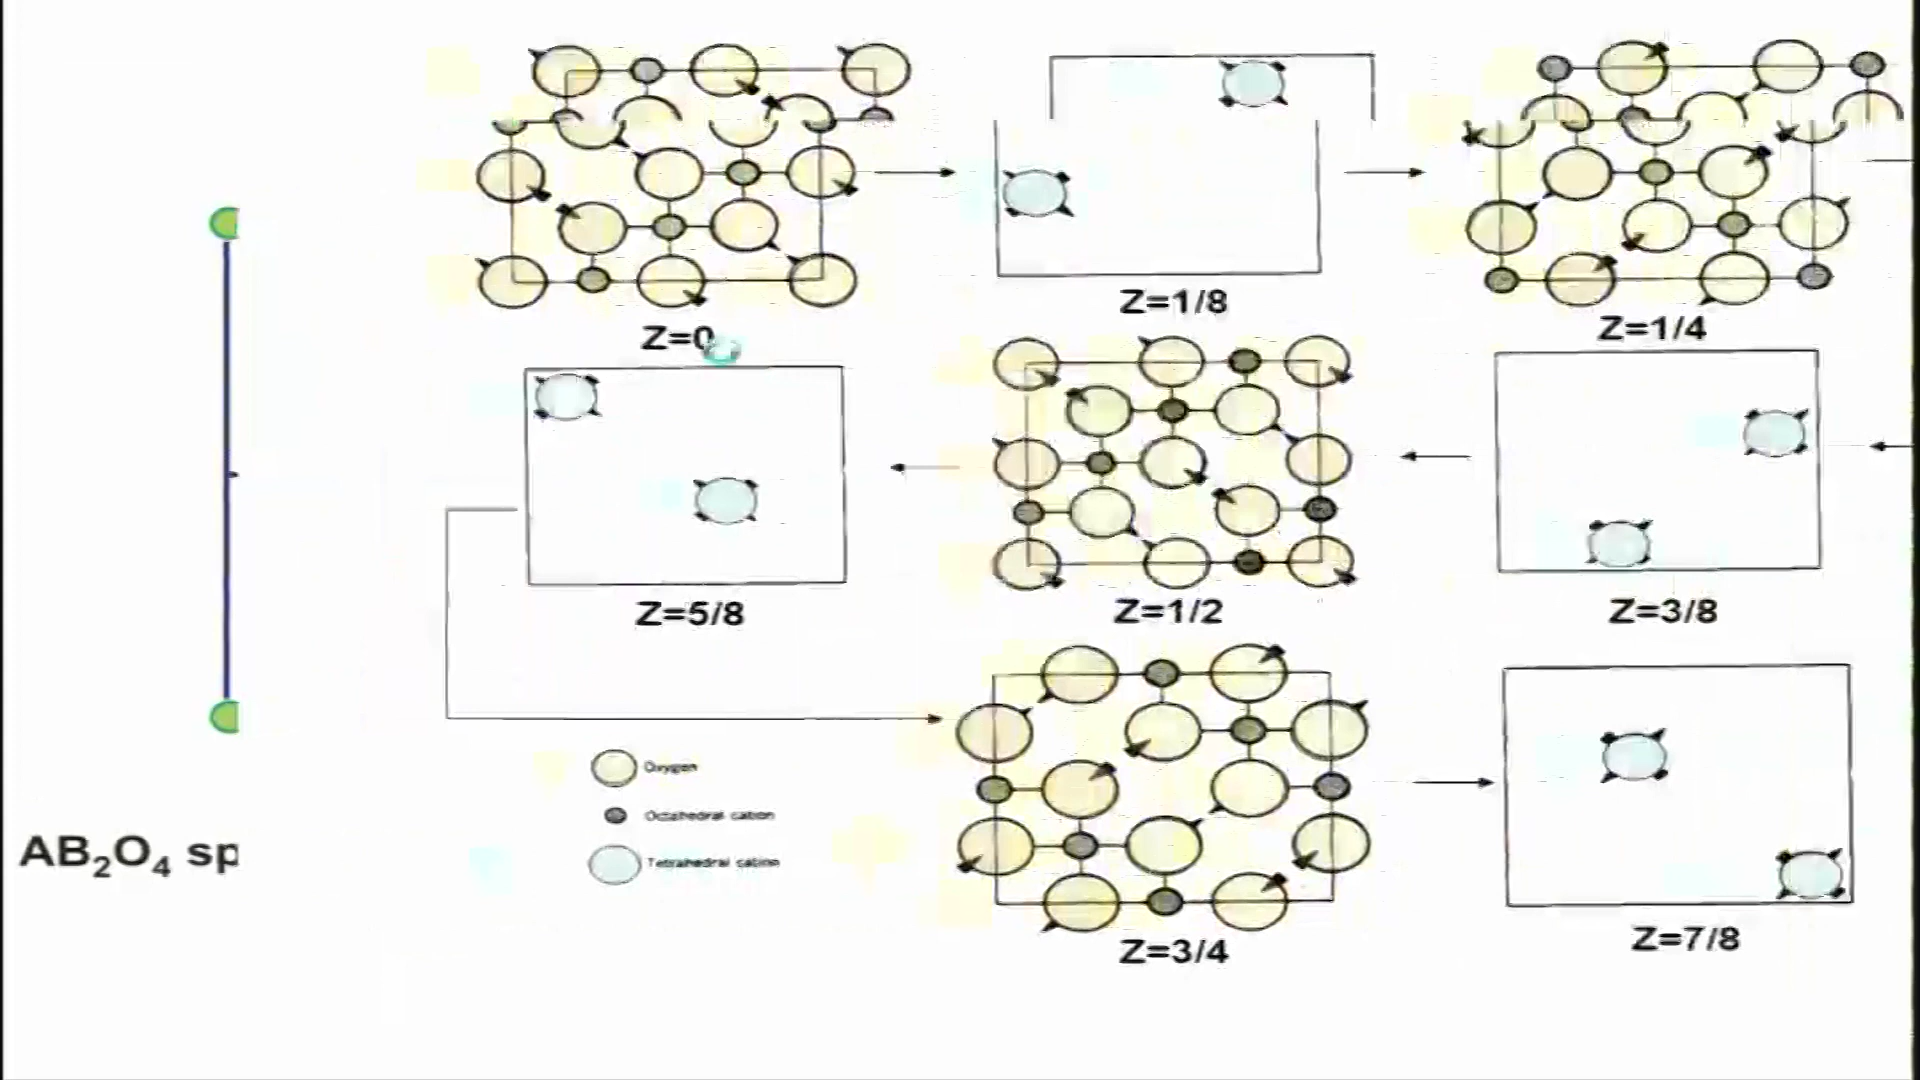 Z=0
Z=1/8
Z=1/4
Z=5/8
Z=1/2
Z=3/8
Oxygen
Octahedral cation
Tetrahedral cation
AB₂O₄ sp
Z=3/4
Z=7/8